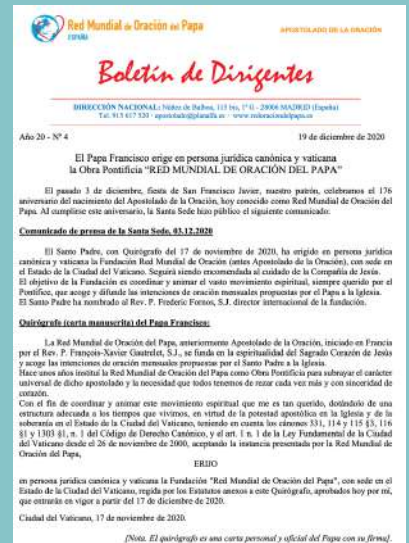 Red Mundial de Oración del Papa
ESPAÑA
APOSTOLADO DE LA ORACIÓN
Boletín de Dirigentes
DIRECCIÓN NACIONAL: Núñez de Balboa, 115 bis, 1º G - 28006 MADRID (España)
Año 20 - Nº 4
19 de diciembre de 2020
El Papa Francisco erige en persona jurídica canónica y vaticana
la Obra Pontificia “RED MUNDIAL DE ORACIÓN DEL PAPA”
El pasado 3 de diciembre, fiesta de San Francisco Javier, nuestro patrón, celebramos el 176
aniversario del nacimiento del Apostolado de la Oración, hoy conocido como Red Mundial de Oración del
Papa. Al cumplirse este aniversario, la Santa Sede hizo público el siguiente comunicado:
Comunicado de prensa de la Santa Sede, 03.12.2020
El Santo Padre, con Quirógrafo del 17 de noviembre de 2020, ha erigido en persona jurídica
canónica y vaticana la Fundación Red Mundial de Oración (antes Apostolado de la Oración), con sede en
el Estado de la Ciudad del Vaticano. Seguirá siendo encomendada al cuidado de la Compañía de Jesús.
El objetivo de la Fundación es coordinar y animar el vasto movimiento espiritual, siempre querido por el
Pontífice, que acoge y difunde las intenciones de oración mensuales propuestas por el Papa a la Iglesia.
El Santo Padre ha nombrado al Rev. P. Frederic Fornos, S.J. director internacional de la fundación.
Quirógrafo (carta manuscrita) del Papa Francisco:
La Red Mundial de Oración del Papa, anteriormente Apostolado de la Oración, iniciado en Francia
por el Rev. P. François-Xavier Gautrelet, S.I., se funda en la espiritualidad del Sagrado Corazón de Jesús
y acoge las intenciones de oración mensuales propuestas por el Santo Padre a la Iglesia.
Hace unos años instituí la Red Mundial de Oración del Papa como Obra Pontificia para subrayar el carácter
universal de dicho apostolado y la necesidad que todos tenemos de rezar cada vez más y con sinceridad de
corazón.
Con el fin de coordinar y animar este movimiento espiritual que me es tan querido, dotándolo de una
estructura adecuada a los tiempos que vivimos, en virtud de la potestad apostólica en la Iglesia y de la
soberanía en el Estado de la Ciudad del Vaticano, teniendo en cuenta los cánones 331, 114 y 115 §3, 116
§1 y 1303 §1, n. 1 del Código de Derecho Canónico, y el art. 1 n. 1 de la Ley Fundamental de la Ciudad
del Vaticano desde el 26 de noviembre de 2000, aceptando la instancia presentada por la Red Mundial de
Oración del Papa,
ERIJO
en persona jurídica canónica y vaticana la Fundación "Red Mundial de Oración del Papa", con sede en el
Estado de la Ciudad del Vaticano, regida por los Estatutos anexos a este Quirógrafo, aprobados hoy por mí,
que entrarán en vigor a partir del 17 de diciembre de 2020.
Ciudad del Vaticano, 17 de noviembre de 2020.
[Nota. El quirógrafo es una carta personal y oficial del Papa con su firma].